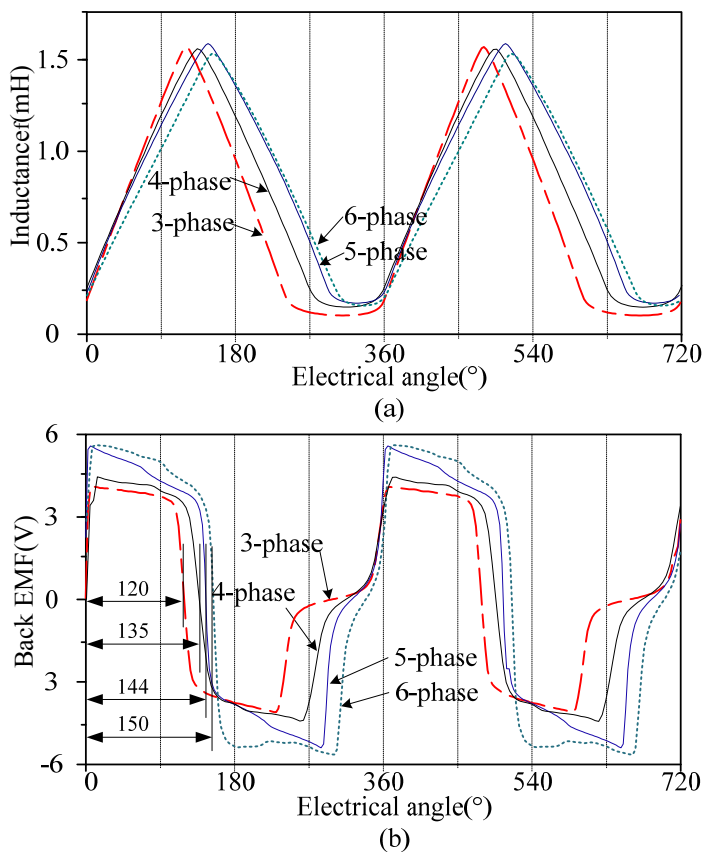 1.5
1.0
0.5
0
Inductancef(mH)
4-phase
3-phase
6-phase
5-phase
0 180 360 540 720
Electrical angle(°)
(a)
6
3
0
3
-6
Back EMF(V)
3-phase
4-phase
5-phase
6-phase
120
135
144
150
0 180 360 540 720
Electrical angle(°)
(b)